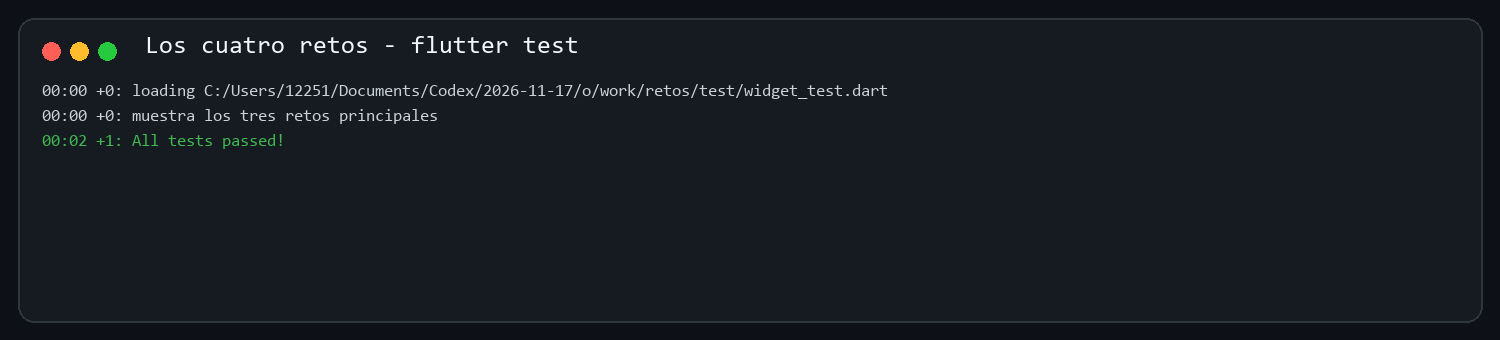 Los cuatro retos - flutter test
00:00 +0: loading C:/Users/12251/Documents/Codex/2026-11-17/o/work/retos/test/widget_test.dart
00:00 +0: muestra los tres retos principales
00:02 +1: All tests passed!